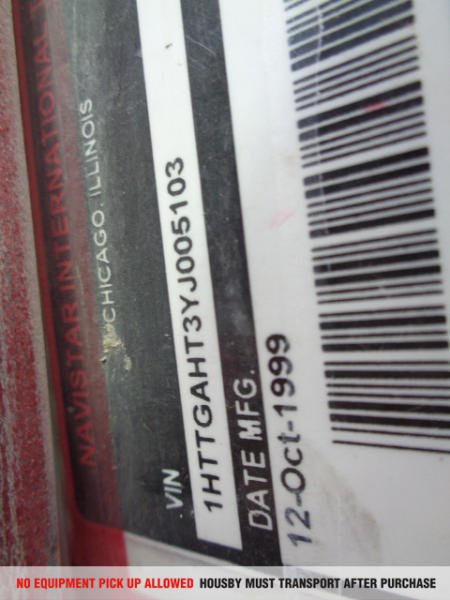 NAVISTAR INTERNATIONAL
CHICAGO, ILLINOIS
VIN
1HTTGAHT3YJ005103
DATE MFG.
12-Oct-1999
NO EQUIPMENT PICK UP ALLOWED HOUSBY MUST TRANSPORT AFTER PURCHASE